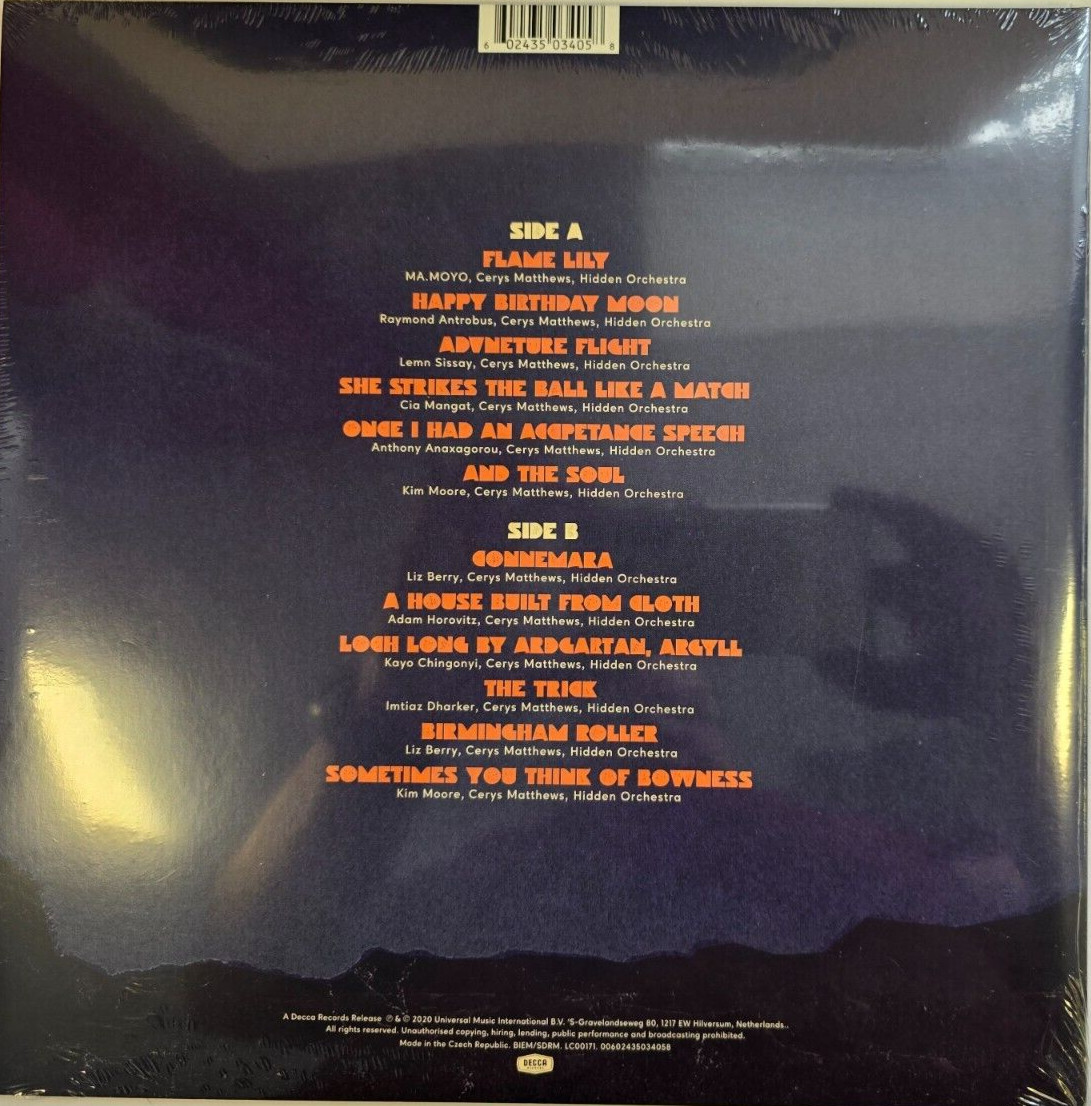 6 02435 03405 8
SIDE A
FLAME LILY
MA.MOYO, Cerys Matthews, Hidden Orchestra
HAPPY BIRTHDAY MOON
Raymond Antrobus, Cerys Matthews, Hidden Orchestra
ADVNETURE FLIGHT
Lemn Sissay, Cerys Matthews, Hidden Orchestra
SHE STRIKES THE BALL LIKE A MATCH
Cia Mangat, Cerys Matthews, Hidden Orchestra
ONCE I HAD AN ACCPETANCE SPEECH
Anthony Anaxagorou, Cerys Matthews, Hidden Orchestra
AND THE SOUL
Kim Moore, Cerys Matthews, Hidden Orchestra
SIDE B
CONNEMARA
Liz Berry, Cerys Matthews, Hidden Orchestra
A HOUSE BUILT FROM CLOTH
Adam Horovitz, Cerys Matthews, Hidden Orchestra
LOCH LONG BY ARDGARTAN, ARGYLL
Kayo Chingonyi, Cerys Matthews, Hidden Orchestra
THE TRICK
Imtiaz Dharker, Cerys Matthews, Hidden Orchestra
BIRMINGHAM ROLLER
Liz Berry, Cerys Matthews, Hidden Orchestra
SOMETIMES YOU THINK OF BOWNESS
Kim Moore, Cerys Matthews, Hidden Orchestra
A Decca Records Release ℗ & © 2020 Universal Music International B.V. 'S-Gravelandseweg 80, 1217 EW Hilversum, Netherlands..
All rights reserved. Unauthorised copying, hiring, lending, public performance and broadcasting prohibited.
Made in the Czech Republic. BIEM/SDRM. LC00171. 00602435034058
DECCA